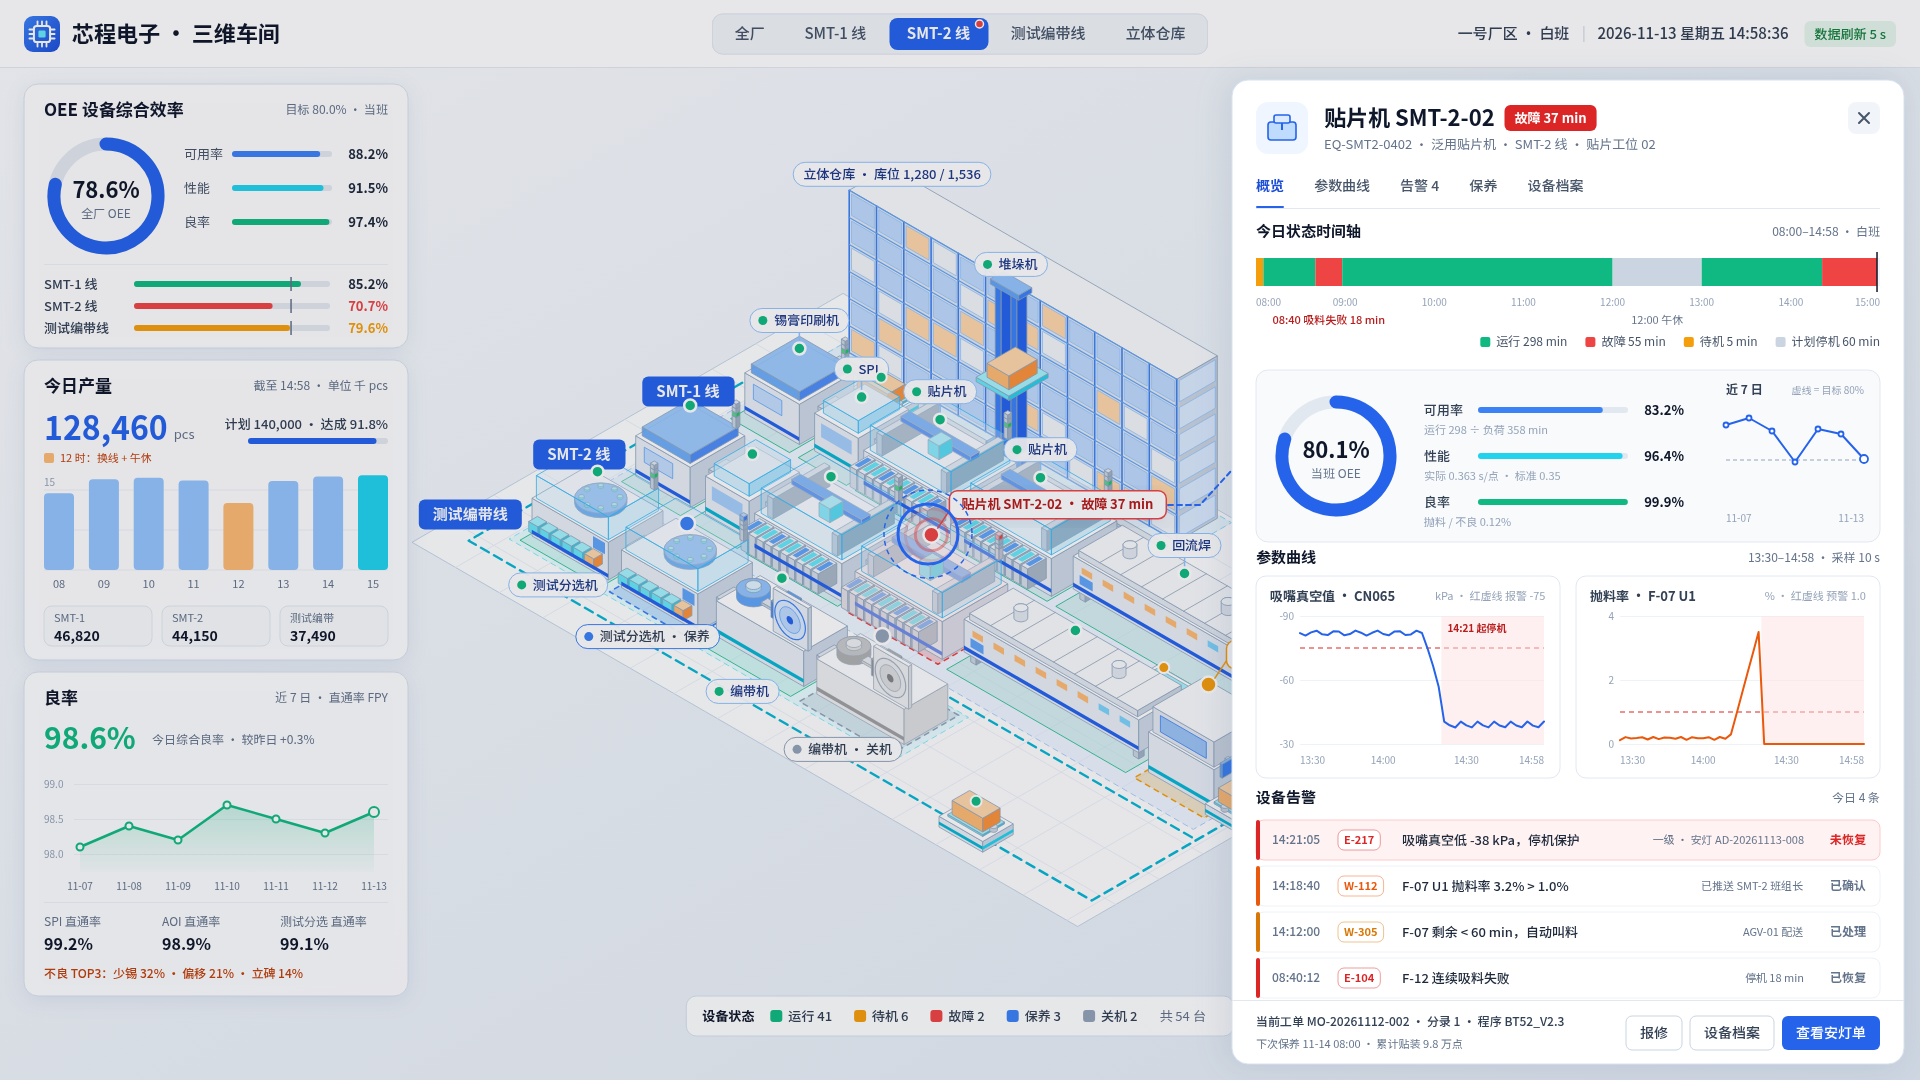 芯程电子 · 三维车间
全厂
SMT-1 线
SMT-2 线
测试编带线
立体仓库
一号厂区 · 白班
2026-11-13 星期五 14:58:36
数据刷新 5 s
OEE 设备综合效率
目标 80.0% · 当班
78.6%
全厂 OEE
可用率 88.2%
性能 91.5%
良率 97.4%
SMT-1 线 85.2%
SMT-2 线 70.7%
测试编带线 79.6%
今日产量
截至 14:58 · 单位 千 pcs
128,460 pcs
计划 140,000 · 达成 91.8%
12 时：换线 + 午休
15
08 09 10 11 12 13 14 15
SMT-1
46,820
SMT-2
44,150
测试编带
37,490
良率
近 7 日 · 直通率 FPY
98.6%
今日综合良率 · 较昨日 +0.3%
99.0
98.5
98.0
11-07 11-08 11-09 11-10 11-11 11-12 11-13
SPI 直通率
99.2%
AOI 直通率
98.9%
测试分选 直通率
99.1%
不良 TOP3：少锡 32% · 偏移 21% · 立碑 14%
立体仓库 · 库位 1,280 / 1,536
堆垛机
锡膏印刷机
SPI
贴片机
SMT-1 线
贴片机
SMT-2 线
贴片机 SMT-2-02 · 故障 37 min
测试编带线
回流焊
测试分选机
测试分选机 · 保养
编带机
编带机 · 关机
设备状态
运行 41
待机 6
故障 2
保养 3
关机 2
共 54 台
贴片机 SMT-2-02
故障 37 min
EQ-SMT2-0402 · 泛用贴片机 · SMT-2 线 · 贴片工位 02
概览
参数曲线
告警 4
保养
设备档案
今日状态时间轴
08:00–14:58 · 白班
08:00 09:00 10:00 11:00 12:00 13:00 14:00 15:00
08:40 吸料失败 18 min
12:00 午休
运行 298 min
故障 55 min
待机 5 min
计划停机 60 min
80.1%
当班 OEE
可用率 83.2%
运行 298 ÷ 负荷 358 min
性能 96.4%
实际 0.363 s/点 · 标准 0.35
良率 99.9%
抛料 / 不良 0.12%
近 7 日
虚线 = 目标 80%
11-07 11-13
参数曲线
13:30–14:58 · 采样 10 s
吸嘴真空值 · CN065
kPa · 红虚线 报警 -75
-90
-60
-30
14:21 起停机
13:30 14:00 14:30 14:58
抛料率 · F-07 U1
% · 红虚线 预警 1.0
4
2
0
13:30 14:00 14:30 14:58
设备告警
今日 4 条
14:21:05 E-217 吸嘴真空低 -38 kPa，停机保护 一级 · 安灯 AD-20261113-008 未恢复
14:18:40 W-112 F-07 U1 抛料率 3.2% > 1.0% 已推送 SMT-2 班组长 已确认
14:12:00 W-305 F-07 剩余 < 60 min，自动叫料 AGV-01 配送 已处理
08:40:12 E-104 F-12 连续吸料失败 停机 18 min 已恢复
当前工单 MO-20261112-002 · 分录 1 · 程序 BT52_V2.3
下次保养 11-14 08:00 · 累计贴装 9.8 万点
报修
设备档案
查看安灯单